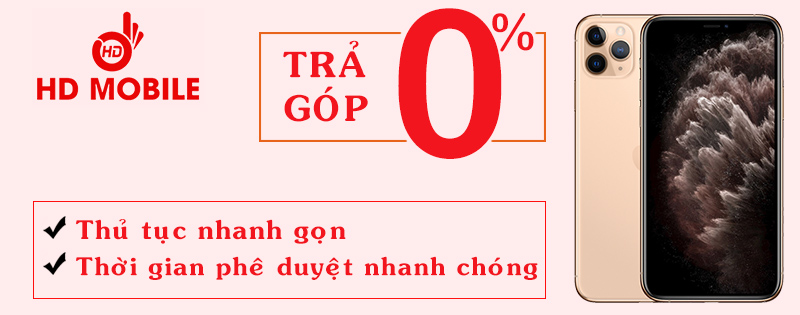 HD
HD MOBILE
TRẢ
GÓP
0%
Thủ tục nhanh gọn
Thời gian phê duyệt nhanh chóng